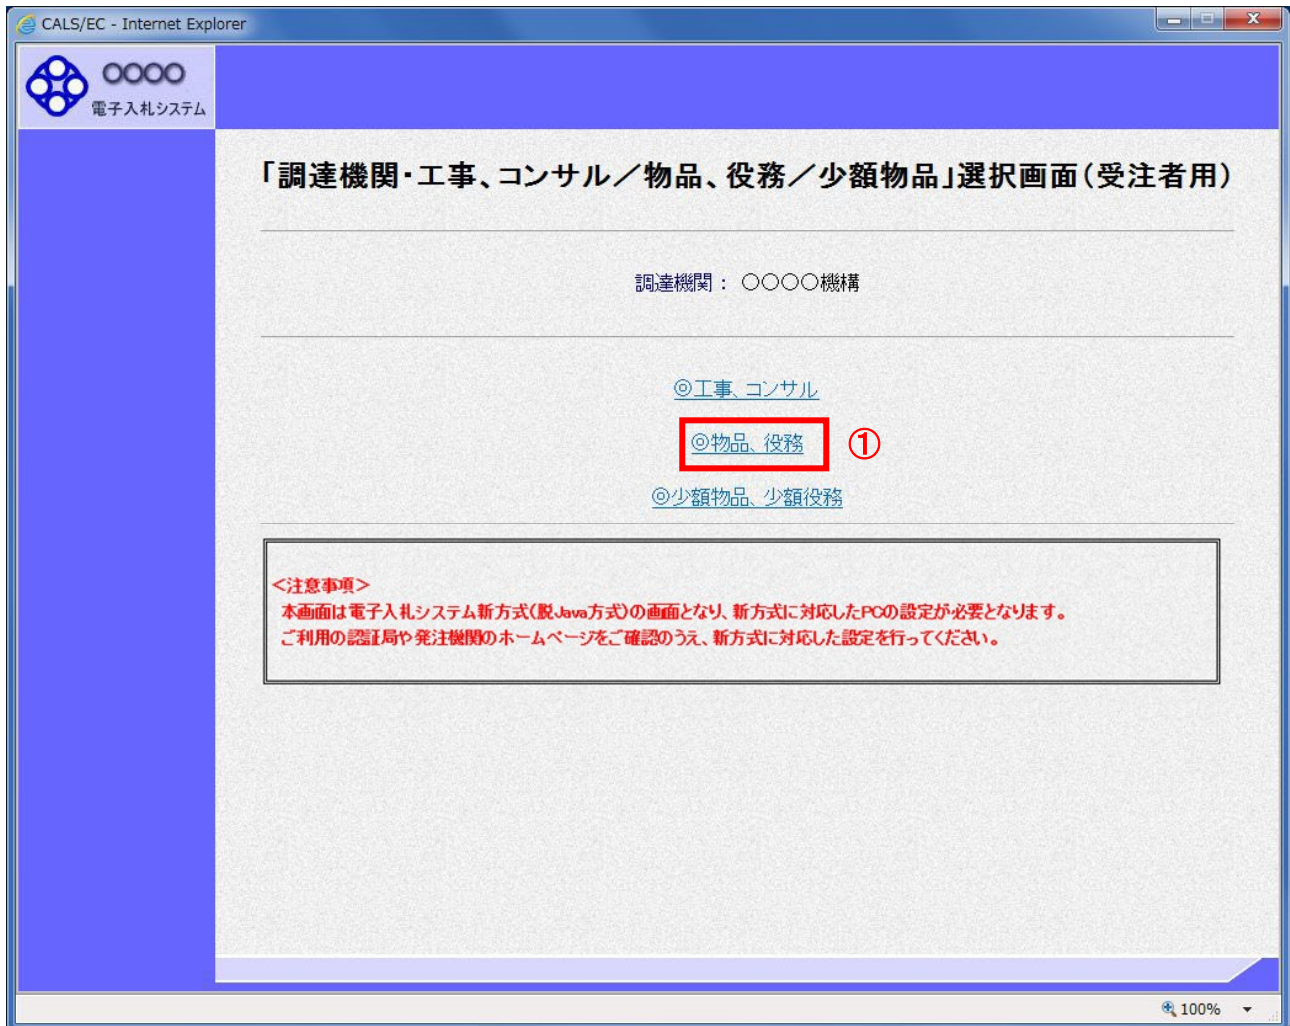 CALS/EC - Internet Explorer
○○○○
電子入札システム
「調達機関・工事、コンサル／物品、役務／少額物品」選択画面（受注者用）
調達機関： ○○○○機構
◎工事、コンサル
◎物品、役務 ①
◎少額物品、少額役務
＜注意事項＞
本画面は電子入札システム新方式(脱Java方式)の画面となり、新方式に対応したPCの設定が必要となります。
ご利用の認証局や発注機関のホームページをご確認のうえ、新方式に対応した設定を行ってください。
100%